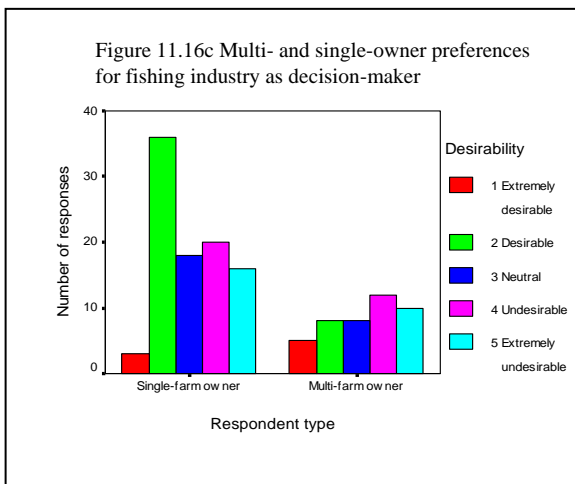 Figure 11.16c Multi- and single-owner preferences
for fishing industry as decision-maker
Number of responses
40
30
20
10
0
Single-farm owner
Multi-farm owner
Respondent type
Desirability
1 Extremely
desirable
2 Desirable
3 Neutral
4 Undesirable
5 Extremely
undesirable